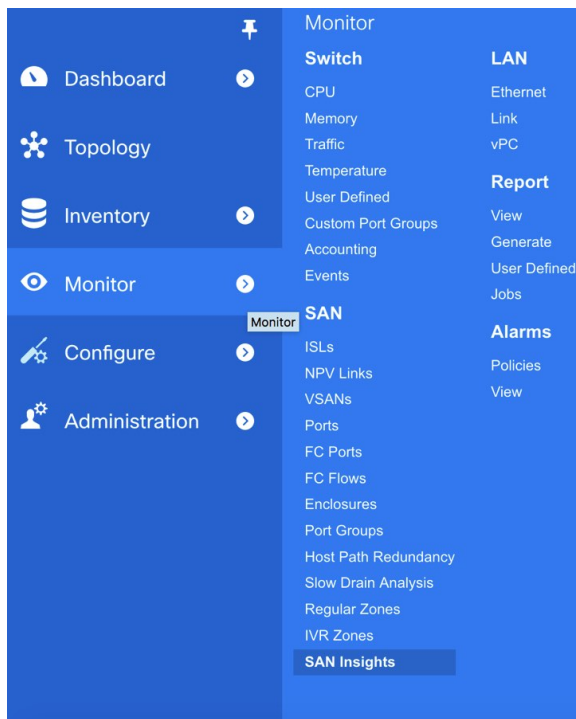 Dashboard
Topology
Inventory
Monitor
Configure
Administration
Monitor
Monitor
Switch
CPU
Memory
Traffic
Temperature
User Defined
Custom Port Groups
Accounting
Events
SAN
ISLs
NPV Links
VSANs
Ports
FC Ports
FC Flows
Enclosures
Port Groups
Host Path Redundancy
Slow Drain Analysis
Regular Zones
IVR Zones
SAN Insights
LAN
Ethernet
Link
vPC
Report
View
Generate
User Defined
Jobs
Alarms
Policies
View